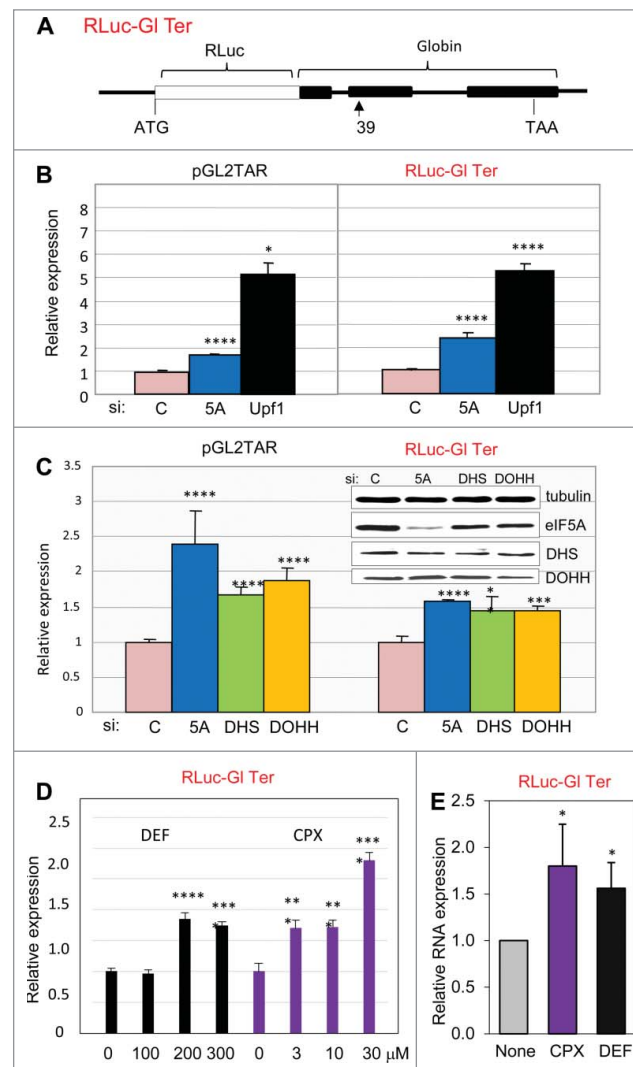 A RLuc-Gl Ter
RLuc Globin
ATG 39 TAA
B pGL2TAR RLuc-Gl Ter
Relative expression
8
7
6
5
4
3
2
1
0
* **** **** ****
si: C 5A Upf1 C 5A Upf1
C pGL2TAR RLuc-Gl Ter
Relative expression
3.5
3
2.5
2
1.5
1
0.5
0
**** **** ****
si: C 5A DHS DOHH
tubulin
eIF5A
DHS
DOHH
**** ** ***
si: C 5A DHS DOHH C 5A DHS DOHH
D RLuc-Gl Ter
DEF CPX
Relative expression
2.5
2.0
1.5
1.0
0.5
0
**** **** *** *** ****
0 100 200 300 0 3 10 30 µM
E RLuc-Gl Ter
Relative RNA expression
2.5
2.0
1.5
1.0
0.5
0.0
* *
None CPX DEF